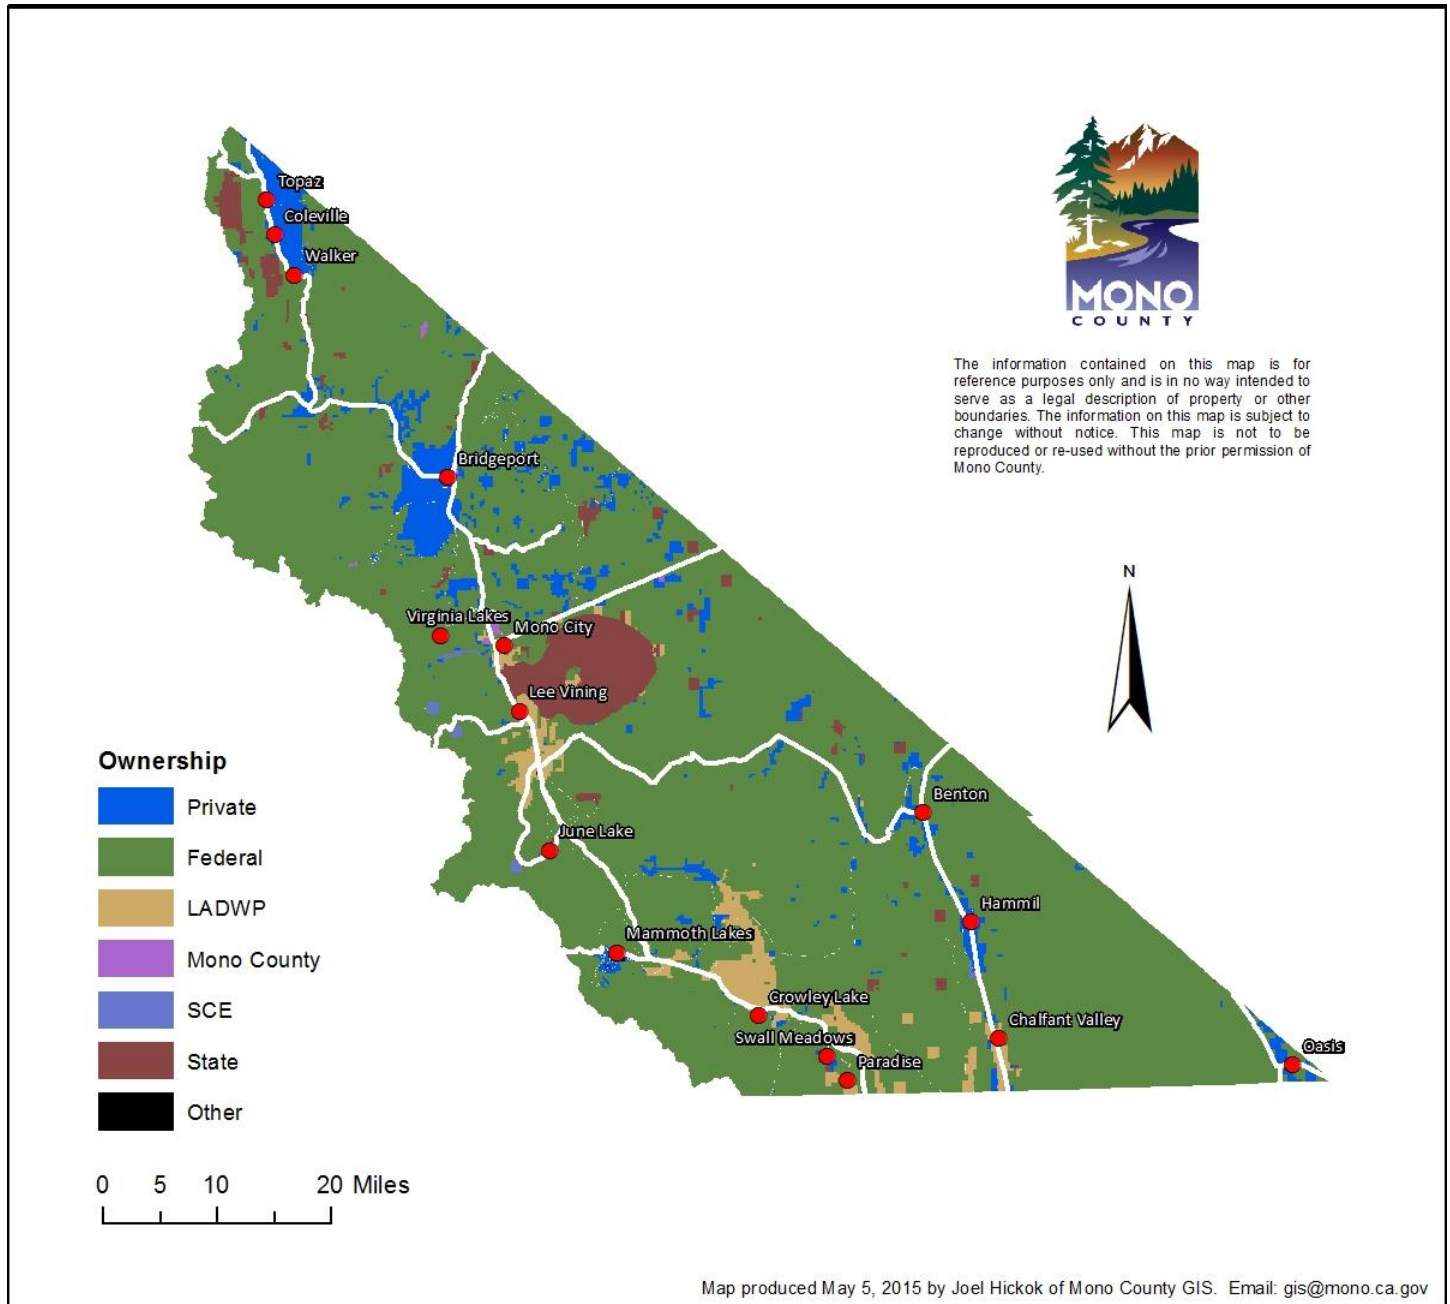 MONO
COUNTY
The information contained on this map is for
reference purposes only and is in no way intended to
serve as a legal description of property or other
boundaries. The information on this map is subject to
change without notice. This map is not to be
reproduced or re-used without the prior permission of
Mono County.
N
Topaz
Coleville
Walker
Bridgeport
Virginia Lakes
Mono City
Lee Vining
June Lake
Mammoth Lakes
Crowley Lake
Swall Meadows
Paradise
Benton
Hammil
Chalfant Valley
Oasis
Ownership
Private
Federal
LADWP
Mono County
SCE
State
Other
0 5 10 20 Miles
Map produced May 5, 2015 by Joel Hickok of Mono County GIS. Email: gis@mono.ca.gov